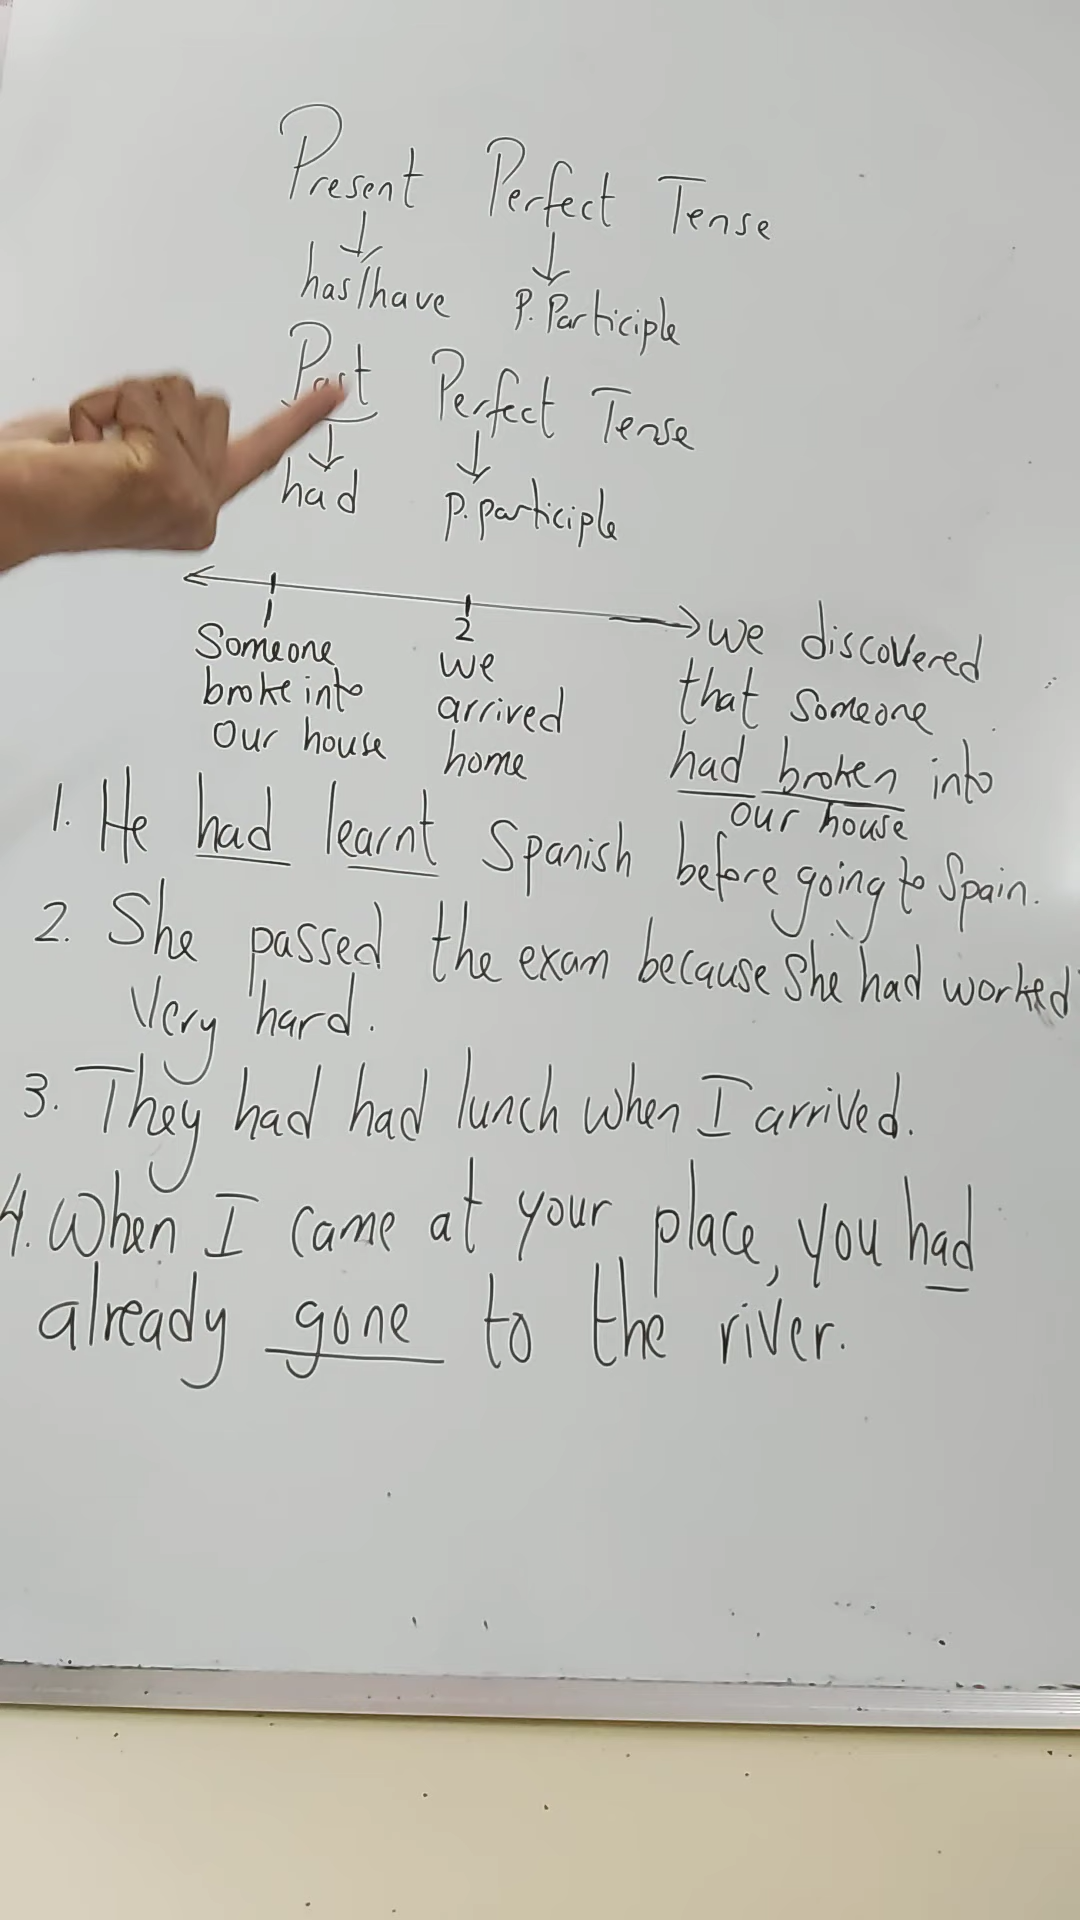 Present Perfect Tense
has/have P. Participle
Past Perfect Tense
had p.participle
1 2
Someone
broke into
our house
we
arrived
home
we discovered
that someone
had broken into
our house
1. He had learnt Spanish before going to Spain.
2. She passed the exam because She had worked
Very hard.
3. They had had lunch when I arrived.
4. When I came at your place, you had
already gone to the river.